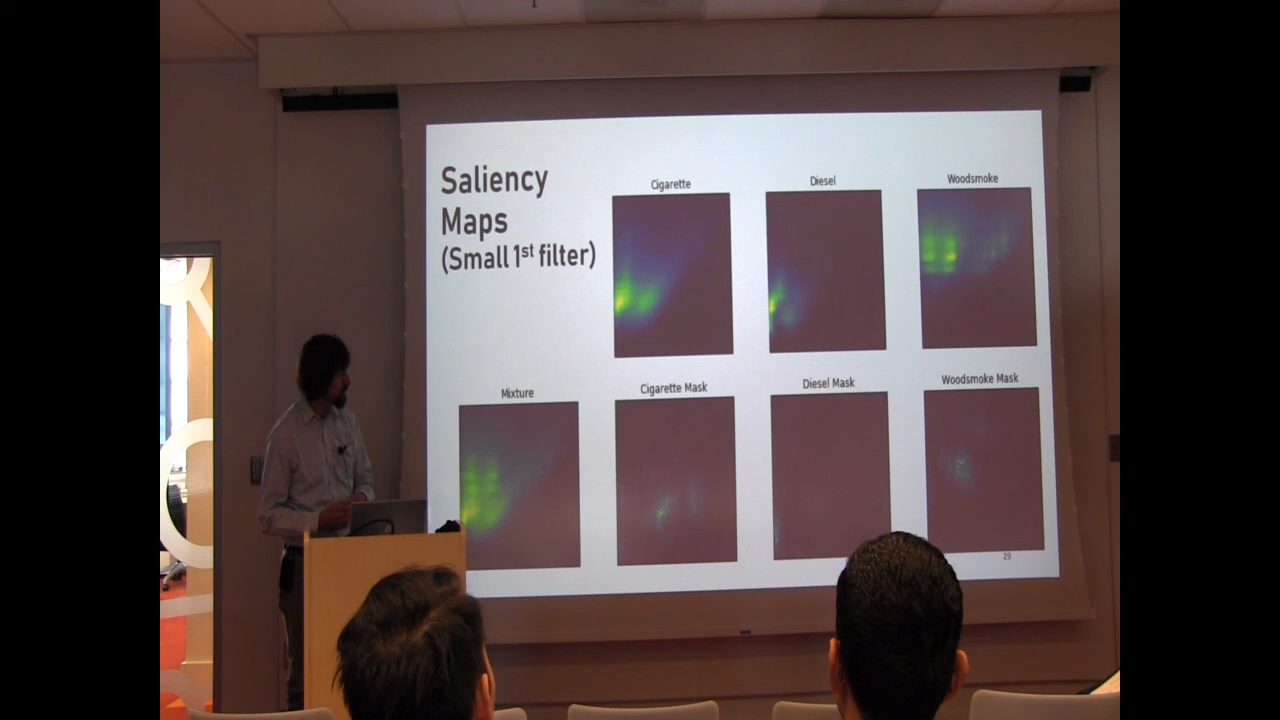 Saliency
Maps
(Small 1st filter)
Cigarette
Diesel
Woodsmoke
Mixture
Cigarette Mask
Diesel Mask
Woodsmoke Mask
29